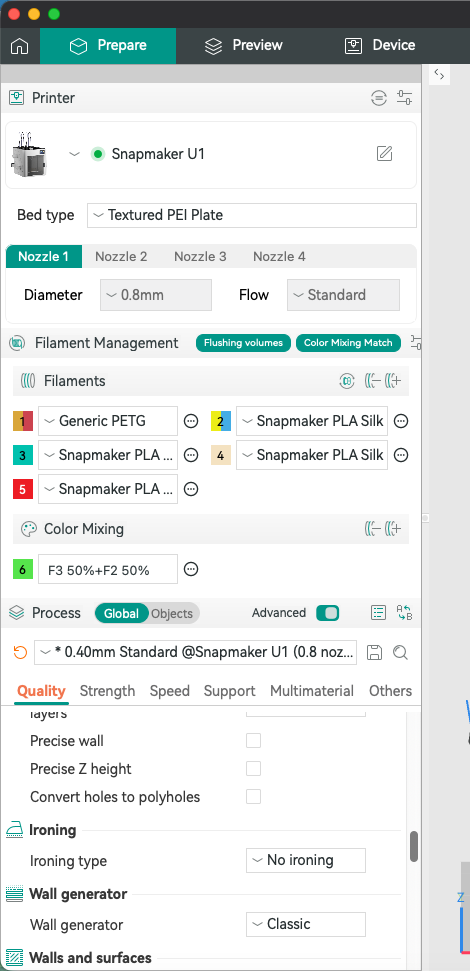 Prepare
Preview
Device
Printer
Snapmaker U1
Bed type
Textured PEI Plate
Nozzle 1
Nozzle 2
Nozzle 3
Nozzle 4
Diameter
0.8mm
Flow
Standard
Filament Management
Flushing volumes
Color Mixing Match
Filaments
1 Generic PETG
2 Snapmaker PLA Silk
3 Snapmaker PLA ...
4 Snapmaker PLA Silk
5 Snapmaker PLA ...
Color Mixing
6 F3 50%+F2 50%
Process
Global
Objects
Advanced
* 0.40mm Standard @Snapmaker U1 (0.8 noz...
Quality
Strength
Speed
Support
Multimaterial
Others
layers
Precise wall
Precise Z height
Convert holes to polyholes
Ironing
Ironing type
No ironing
Wall generator
Wall generator
Classic
Walls and surfaces
Z